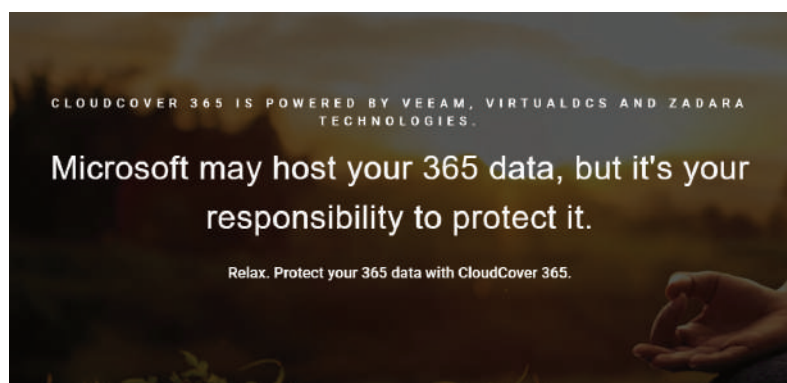 CLOUDCOVER 365 IS POWERED BY VEEAM, VIRTUALDCS AND ZADARA
TECHNOLOGIES.
Microsoft may host your 365 data, but it's your
responsibility to protect it.
Relax. Protect your 365 data with CloudCover 365.